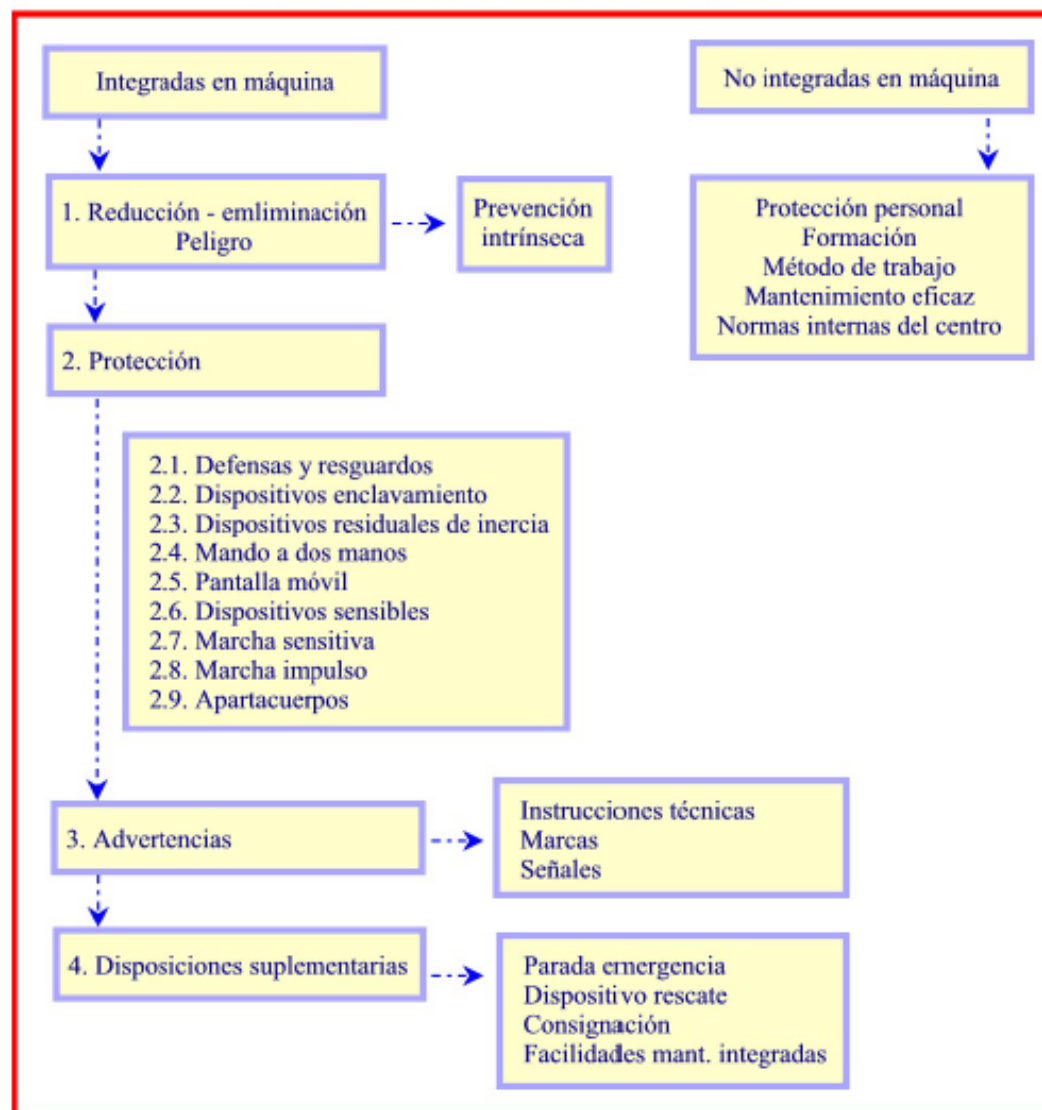 Integradas en máquina
No integradas en máquina
1. Reducción - emliminación
Peligro
Prevención
intrínseca
Protección personal
Formación
Método de trabajo
Mantenimiento eficaz
Normas internas del centro
2. Protección
2.1. Defensas y resguardos
2.2. Dispositivos enclavamiento
2.3. Dispositivos residuales de inercia
2.4. Mando a dos manos
2.5. Pantalla móvil
2.6. Dispositivos sensibles
2.7. Marcha sensitiva
2.8. Marcha impulso
2.9. Apartacuerpos
3. Advertencias
Instrucciones técnicas
Marcas
Señales
4. Disposiciones suplementarias
Parada emergencia
Dispositivo rescate
Consignación
Facilidades mant. integradas